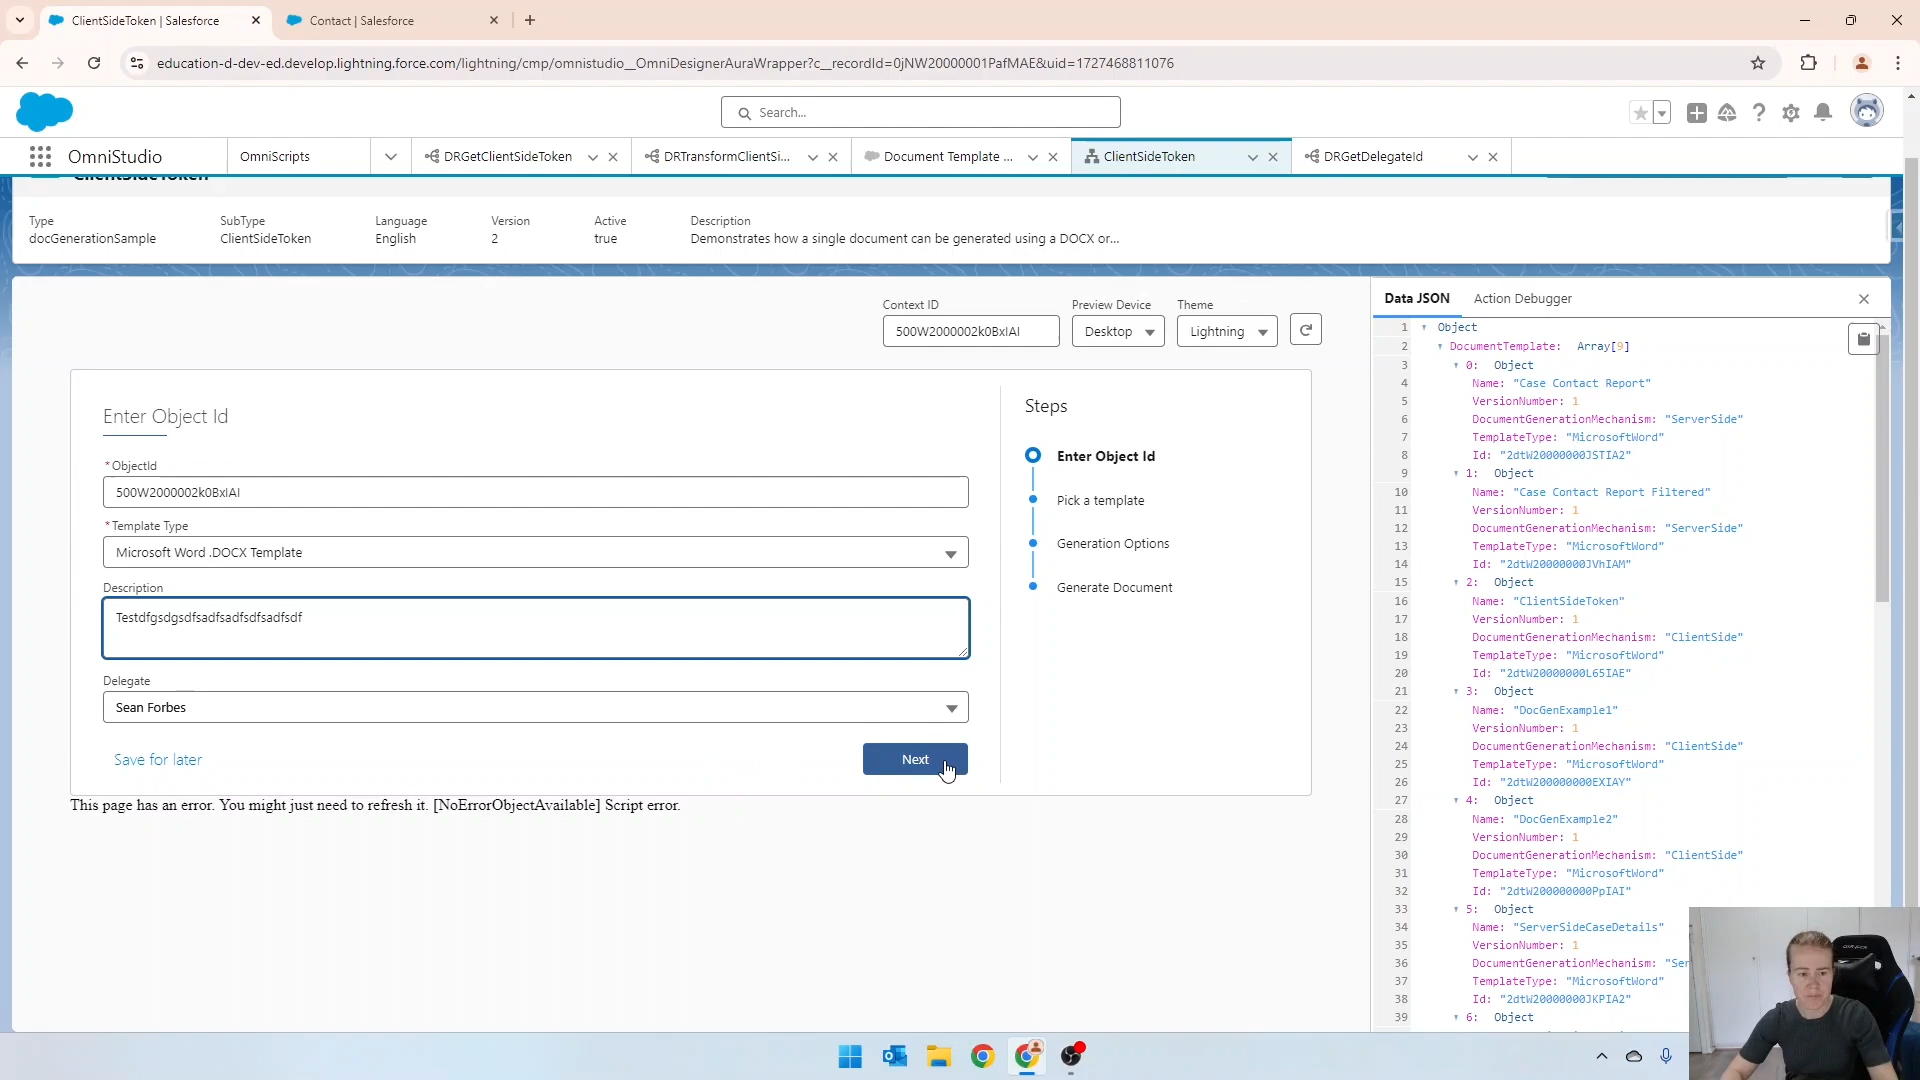 ClientSideToken | Salesforce
Contact | Salesforce
education-d-dev-ed.develop.lightning.force.com/lightning/cmp/omnistudio__OmniDesignerAuraWrapper?c__recordId=0jNW20000001PafMAE&uid=1727468811076
Search...
OmniStudio
OmniScripts
DRGetClientSideToken
DRTransformClientSi...
Document Template ...
ClientSideToken
DRGetDelegateId
ClientSideToken
Type
SubType
Language
Version
Active
Description
docGenerationSample
ClientSideToken
English
2
true
Demonstrates how a single document can be generated using a DOCX or...
Context ID
Preview Device
Theme
500W2000002k0BxIAI
Desktop
Lightning
Enter Object Id
*ObjectId
500W2000002k0BxIAI
*Template Type
Microsoft Word .DOCX Template
Description
Testdfgsdgsdfsadfsadfsdfsadfsdf
Delegate
Sean Forbes
Save for later
Next
This page has an error. You might just need to refresh it. [NoErrorObjectAvailable] Script error.
Steps
Enter Object Id
Pick a template
Generation Options
Generate Document
Data JSON
Action Debugger
1 Object
2 DocumentTemplate: Array[9]
3 0: Object
4 Name: "Case Contact Report"
5 VersionNumber: 1
6 DocumentGenerationMechanism: "ServerSide"
7 TemplateType: "MicrosoftWord"
8 Id: "2dtW20000000JSTIA2"
9 1: Object
10 Name: "Case Contact Report Filtered"
11 VersionNumber: 1
12 DocumentGenerationMechanism: "ServerSide"
13 TemplateType: "MicrosoftWord"
14 Id: "2dtW20000000JVhIAM"
15 2: Object
16 Name: "ClientSideToken"
17 VersionNumber: 1
18 DocumentGenerationMechanism: "ClientSide"
19 TemplateType: "MicrosoftWord"
20 Id: "2dtW20000000L65IAE"
21 3: Object
22 Name: "DocGenExample1"
23 VersionNumber: 1
24 DocumentGenerationMechanism: "ClientSide"
25 TemplateType: "MicrosoftWord"
26 Id: "2dtW200000000EXIAY"
27 4: Object
28 Name: "DocGenExample2"
29 VersionNumber: 1
30 DocumentGenerationMechanism: "ClientSide"
31 TemplateType: "MicrosoftWord"
32 Id: "2dtW200000000PpIAI"
33 5: Object
34 Name: "ServerSideCaseDetails"
35 VersionNumber: 1
36 DocumentGenerationMechanism: "Ser
37 TemplateType: "MicrosoftWord"
38 Id: "2dtW20000000JKPIA2"
39 6: Object